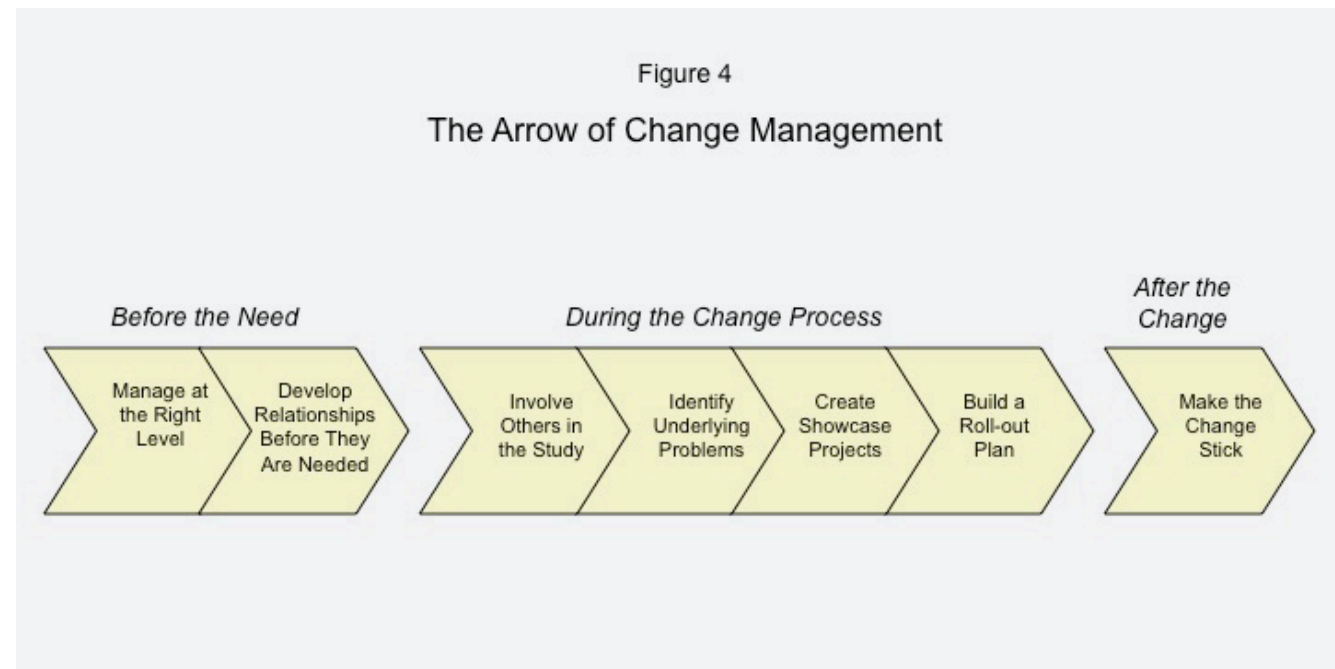 Figure 4
The Arrow of Change Management
Before the Need
During the Change Process
After the
Change
Manage at
the Right
Level
Develop
Relationships
Before They
Are Needed
Involve
Others in
the Study
Identify
Underlying
Problems
Create
Showcase
Projects
Build a
Roll-out
Plan
Make the
Change
Stick